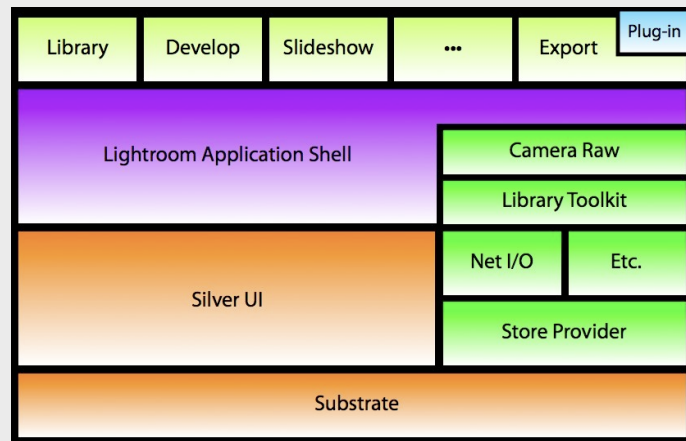 Library
Develop
Slideshow
...
Export
Plug-in
Lightroom Application Shell
Camera Raw
Library Toolkit
Silver UI
Net I/O
Etc.
Store Provider
Substrate